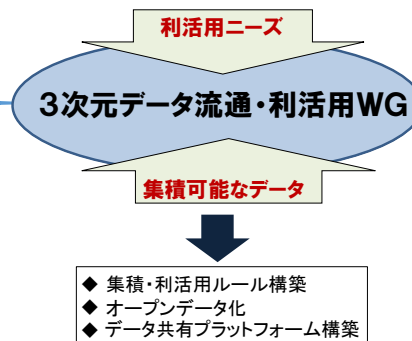 利活用ニーズ
３次元データ流通・利活用WG
集積可能なデータ
◆ 集積・利活用ルール構築
◆ オープンデータ化
◆ データ共有プラットフォーム構築